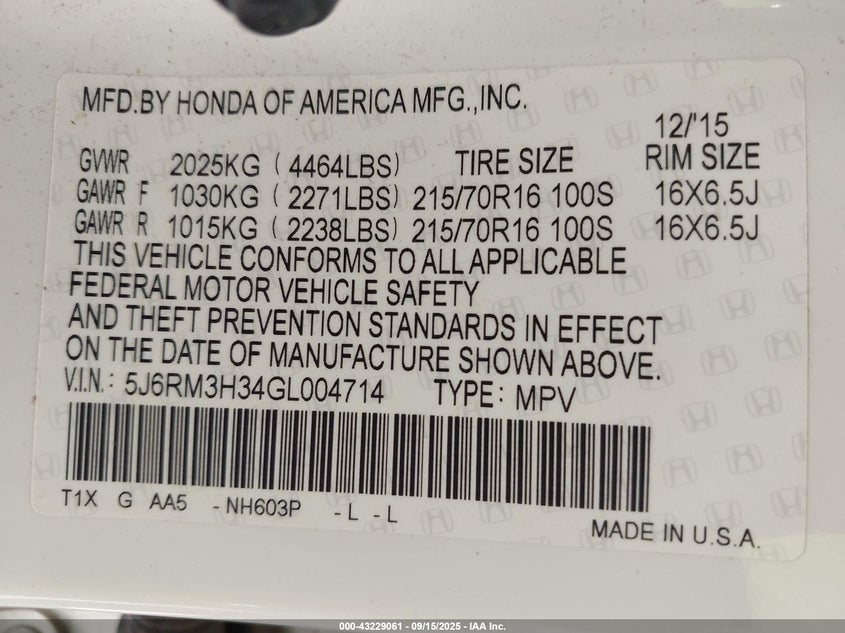 MFD.BY HONDA OF AMERICA MFG.,INC.
12/'15
GVWR 2025KG ( 4464LBS) TIRE SIZE RIM SIZE
GAWR F 1030KG ( 2271LBS) 215/70R16 100S 16X6.5J
GAWR R 1015KG ( 2238LBS) 215/70R16 100S 16X6.5J
THIS VEHICLE CONFORMS TO ALL APPLICABLE
FEDERAL MOTOR VEHICLE SAFETY
AND THEFT PREVENTION STANDARDS IN EFFECT
ON THE DATE OF MANUFACTURE SHOWN ABOVE.
V.I.N.: 5J6RM3H34GL004714 TYPE: MPV
T1X G AA5 -NH603P -L -L
MADE IN U.S.A.
000-43229061 - 09/15/2025 - IAA Inc.